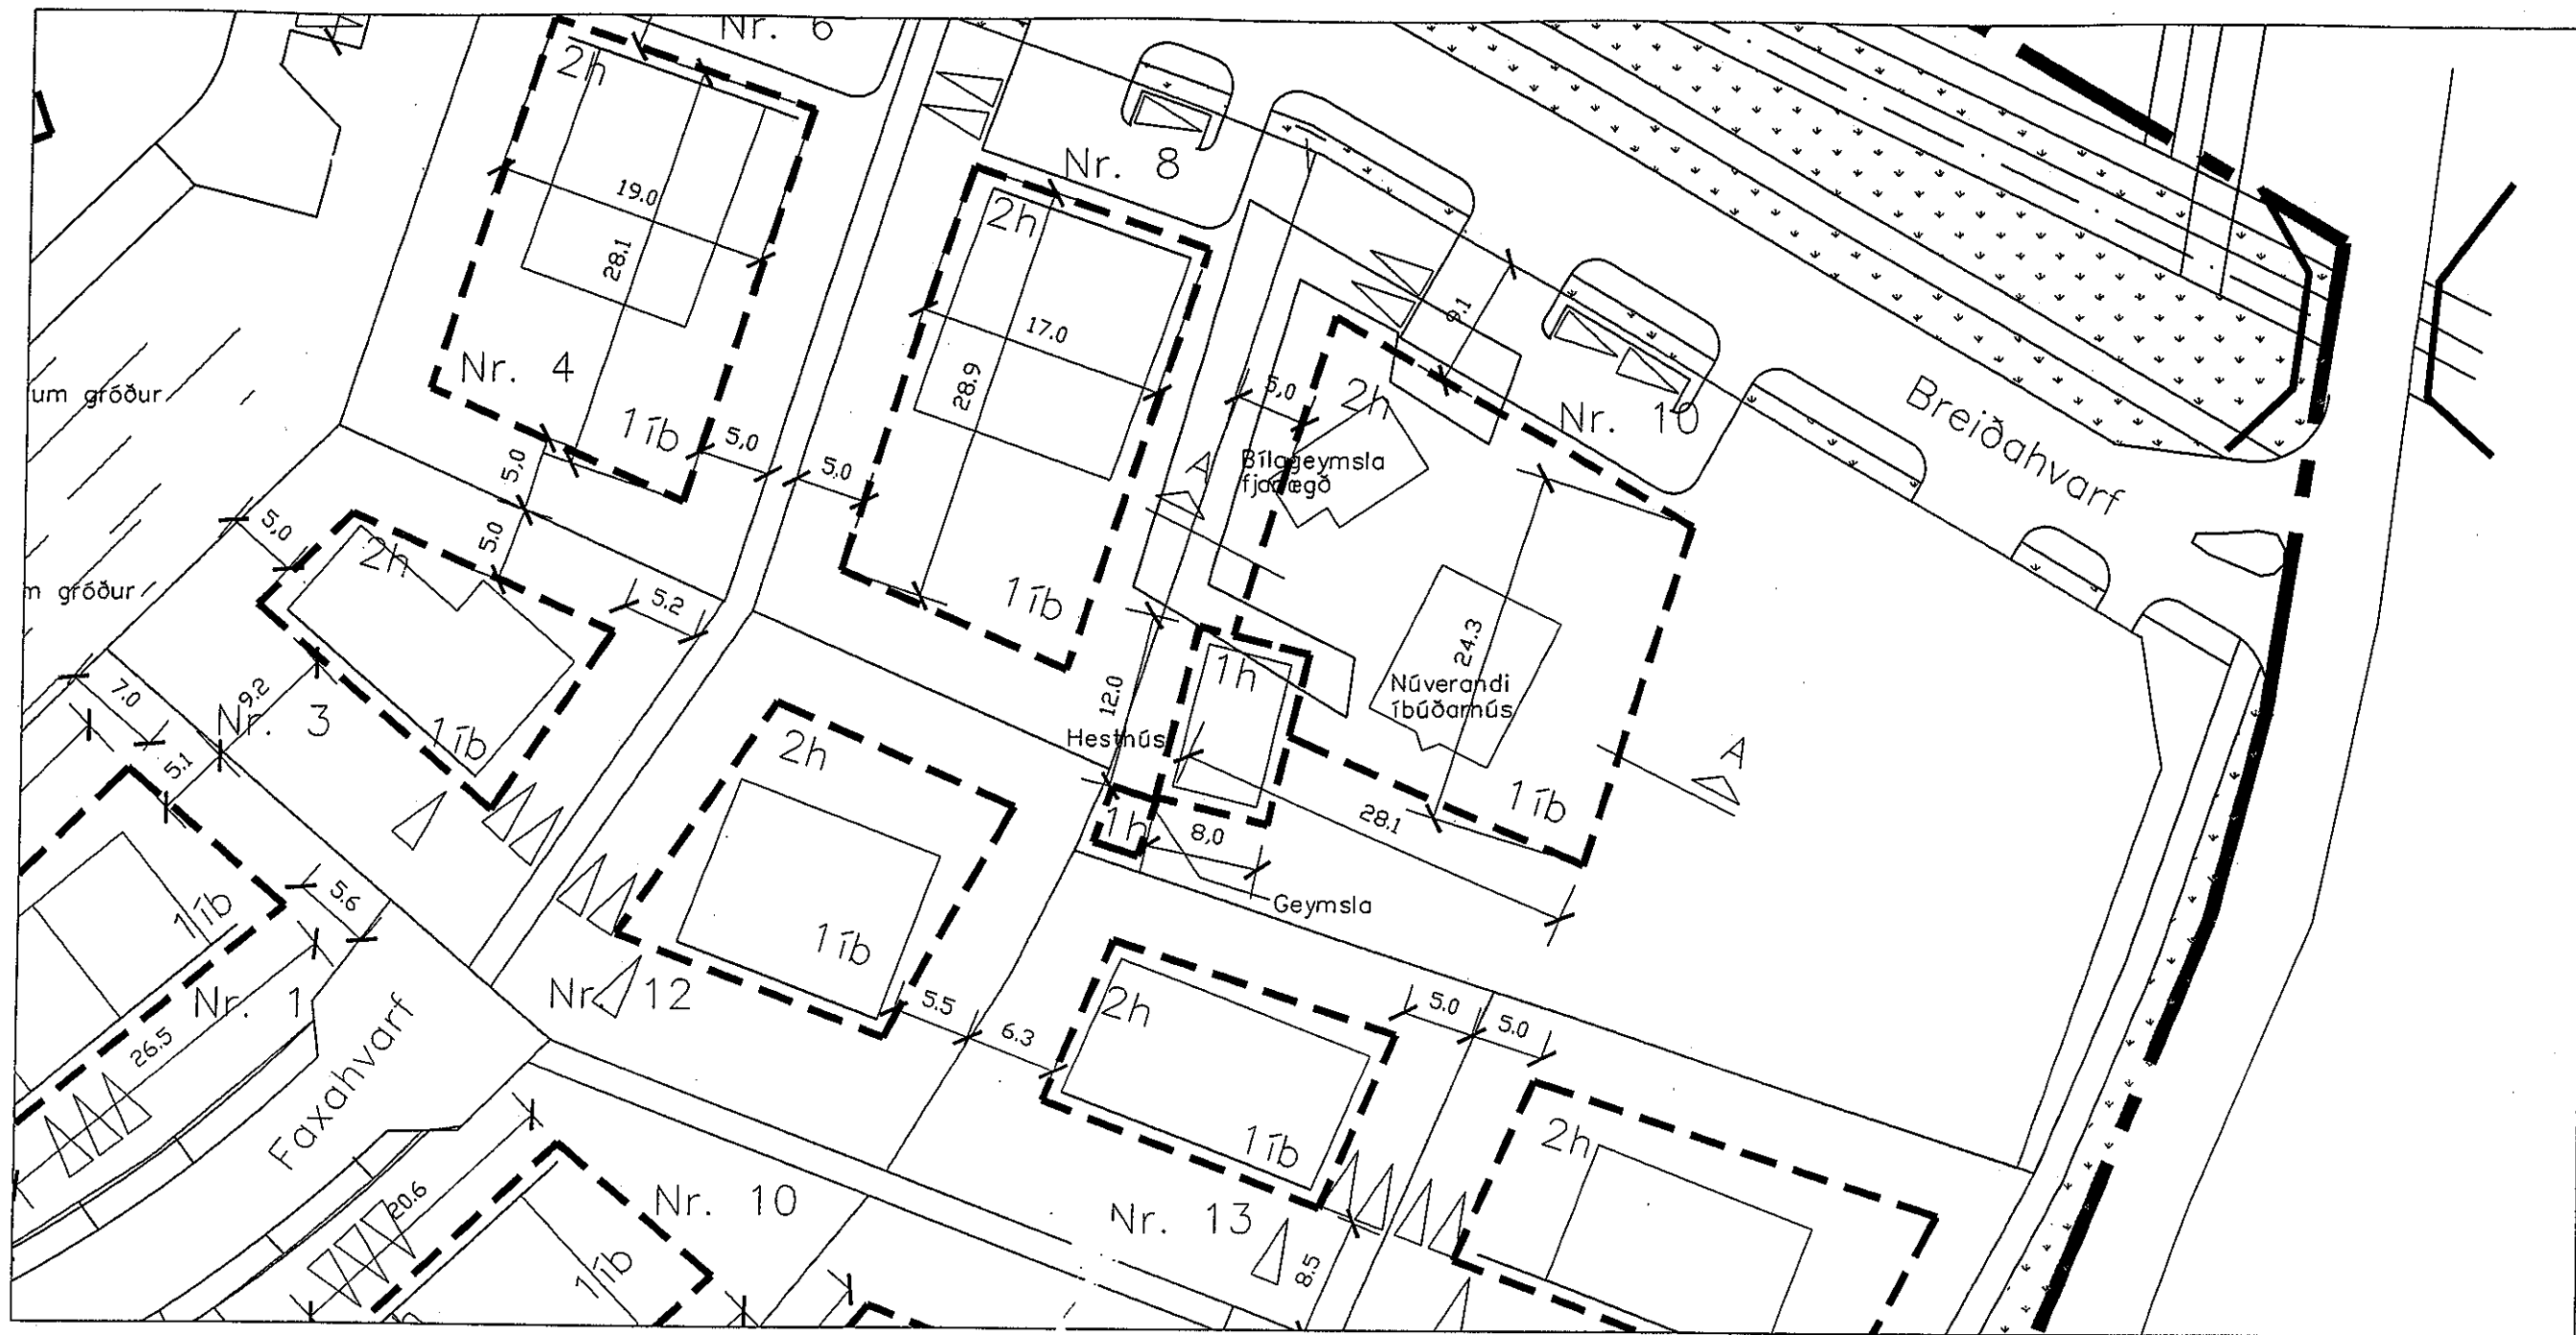 Nr. 6
2h
19.0
28.1
Nr. 4
1íb
5,0
5,0
5.0
Nr. 8
2h
17.0
28.9
1íb
5.0
9.1
5,0
2h
Nr. 10
Bílageymsla
A
24.3
Núverandi
íbúðarhús
1íb
A
28.1
Breiðahvarf
um gróður
m gróður
5,0
2h
5.2
9.2
7.0
5.1
Nr. 3
1íb
1íb
5.6
Nr. 1
26.5
Faxahvarf
20.6
Nr. 10
1íb
2h
1íb
Nr. 12
5.5
6.3
12.0
Hesthús
1h
1h
8,0
Geymsla
2h
1íb
Nr. 13
8.5
5.0
5.0
2h